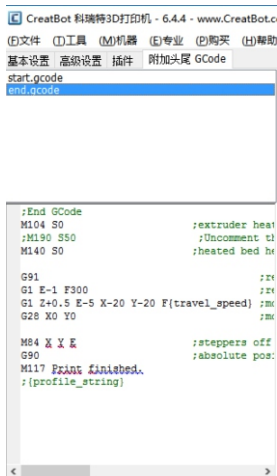 CreatBot 科瑞特3D打印机 - 6.4.4 - www.CreatBot.c
(F)文件 (T)工具 (M)机器 (E)专业 (P)购买 (H)帮助
基本设置 高级设置 插件 附加头尾 GCode
start.gcode
end.gcode
;End GCode
M104 S0 ;extruder hea
;M190 S50 ;Uncomment t
M140 S0 ;heated bed he
G91 ;re
G1 E-1 F300 ;re
G1 Z+0.5 E-5 X-20 Y-20 F{travel_speed} ;mo
G28 X0 Y0 ;mo
M84 X Y E ;steppers off
G90 ;absolute pos
M117 Print finished.
;{profile_string}